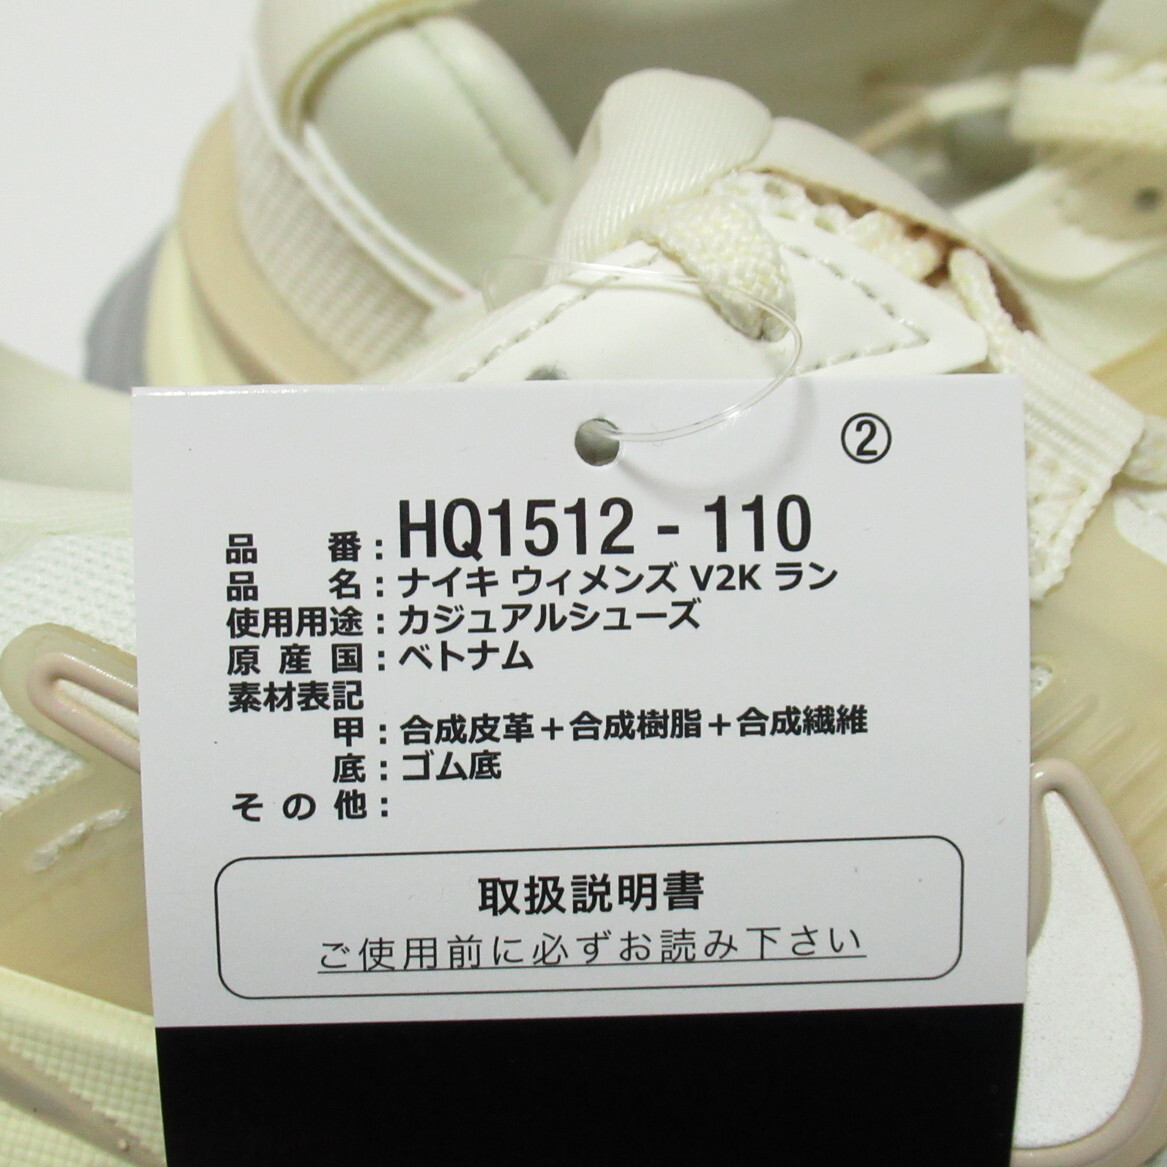 ②
品番：HQ1512 - 110
品名：ナイキ ウィメンズ V2K ラン
使用用途：カジュアルシューズ
原産国：ベトナム
素材表記
甲：合成皮革＋合成樹脂＋合成繊維
底：ゴム底
その他：
取扱説明書
ご使用前に必ずお読み下さい